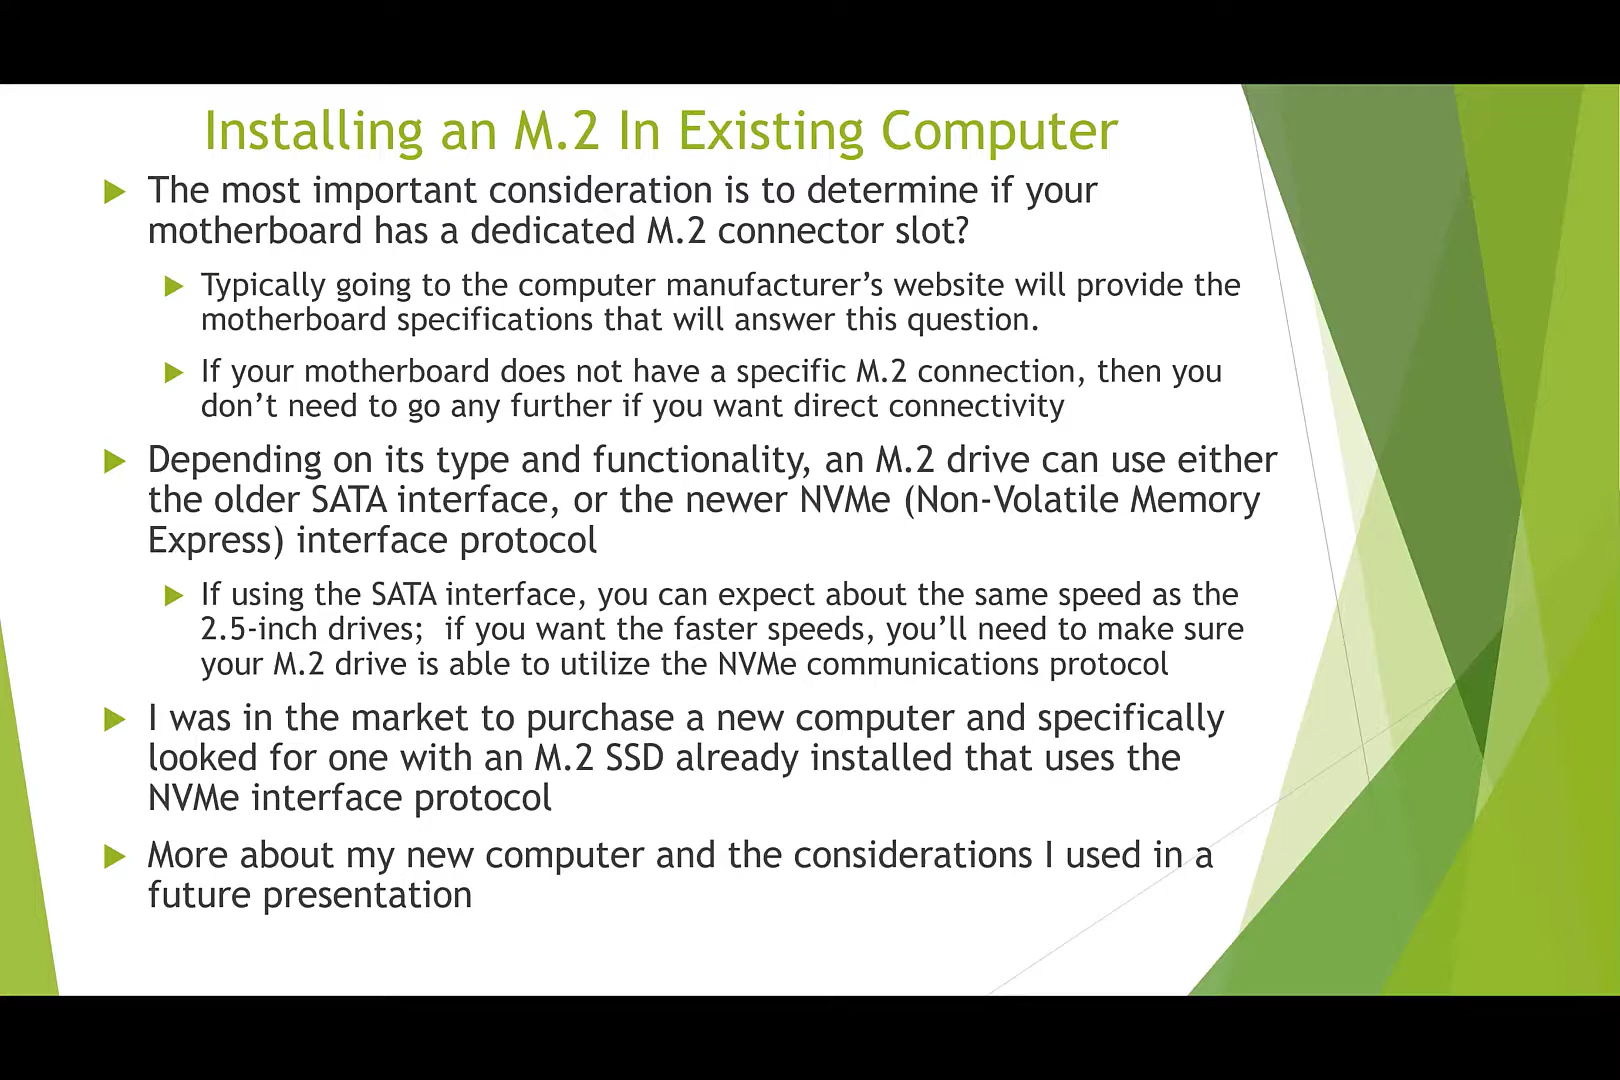 Installing an M.2 In Existing Computer
The most important consideration is to determine if your
motherboard has a dedicated M.2 connector slot?
Typically going to the computer manufacturer’s website will provide the
motherboard specifications that will answer this question.
If your motherboard does not have a specific M.2 connection, then you
don’t need to go any further if you want direct connectivity
Depending on its type and functionality, an M.2 drive can use either
the older SATA interface, or the newer NVMe (Non-Volatile Memory
Express) interface protocol
If using the SATA interface, you can expect about the same speed as the
2.5-inch drives;  if you want the faster speeds, you’ll need to make sure
your M.2 drive is able to utilize the NVMe communications protocol
I was in the market to purchase a new computer and specifically
looked for one with an M.2 SSD already installed that uses the
NVMe interface protocol
More about my new computer and the considerations I used in a
future presentation